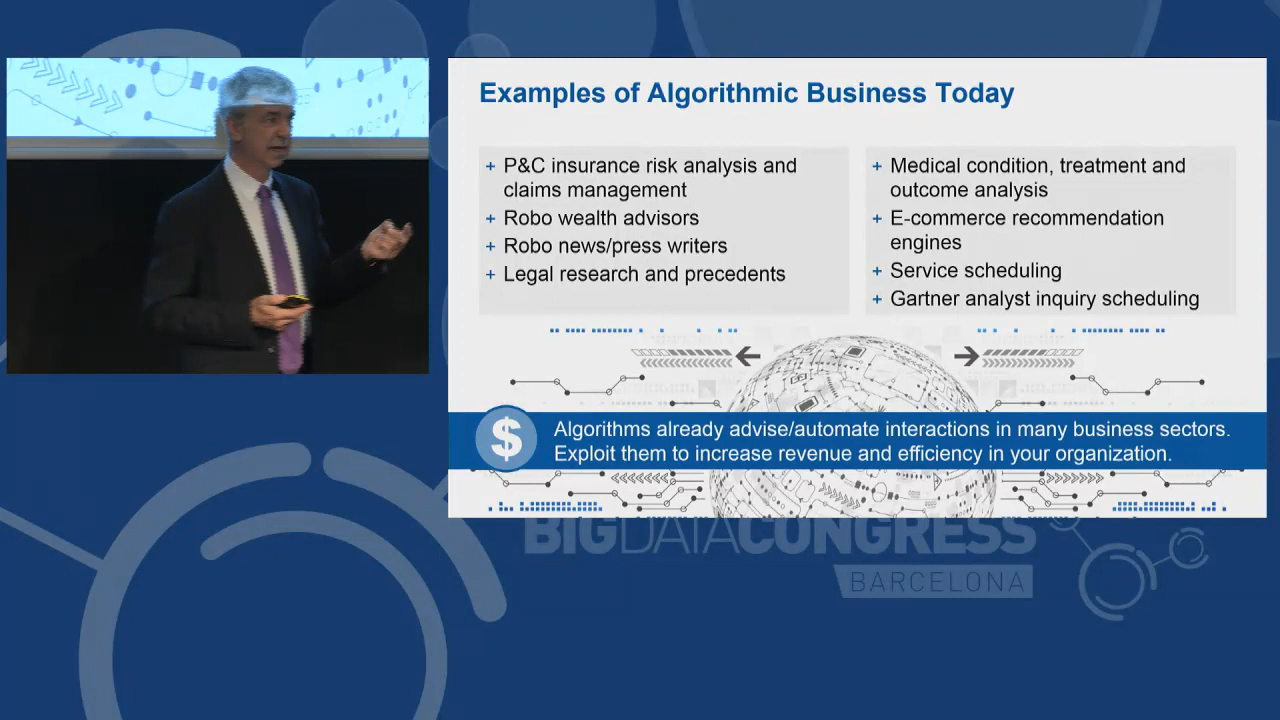 Examples of Algorithmic Business Today
+ P&C insurance risk analysis and
claims management
+ Robo wealth advisors
+ Robo news/press writers
+ Legal research and precedents
+ Medical condition, treatment and
outcome analysis
+ E-commerce recommendation
engines
+ Service scheduling
+ Gartner analyst inquiry scheduling
$
Algorithms already advise/automate interactions in many business sectors.
Exploit them to increase revenue and efficiency in your organization.
BIGDATACONGRESS
BARCELONA